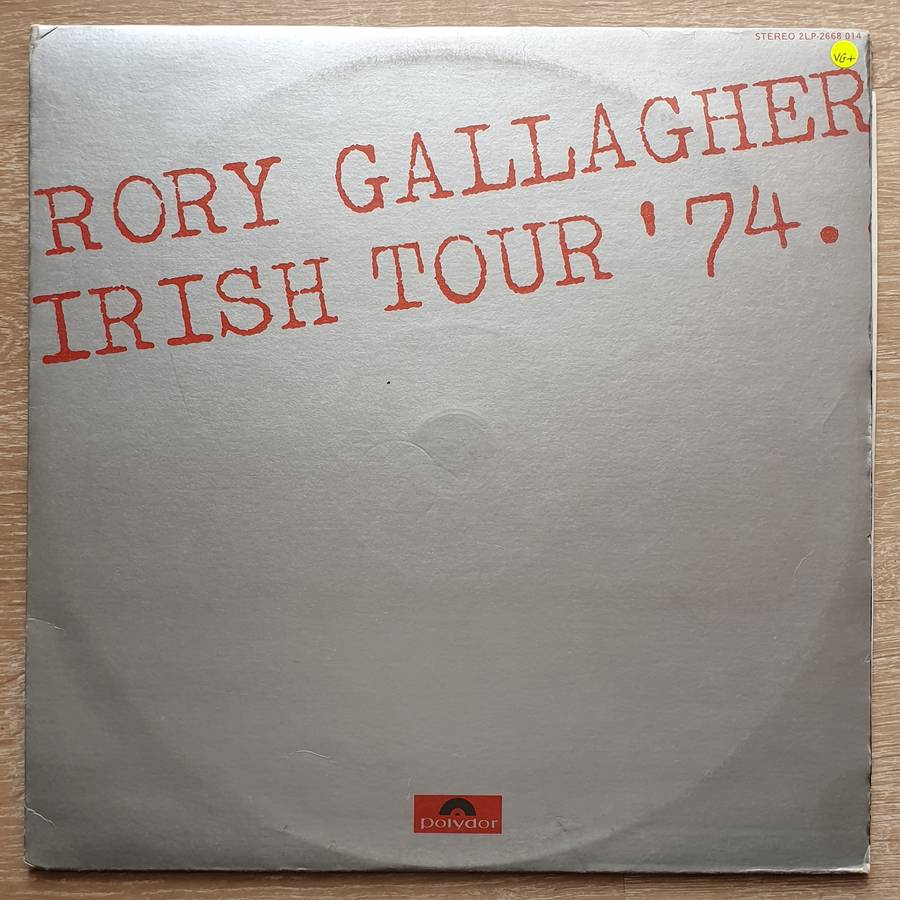 STEREO 2LP-2668 014
VG+
RORY GALLAGHER
IRISH TOUR '74.
polydor